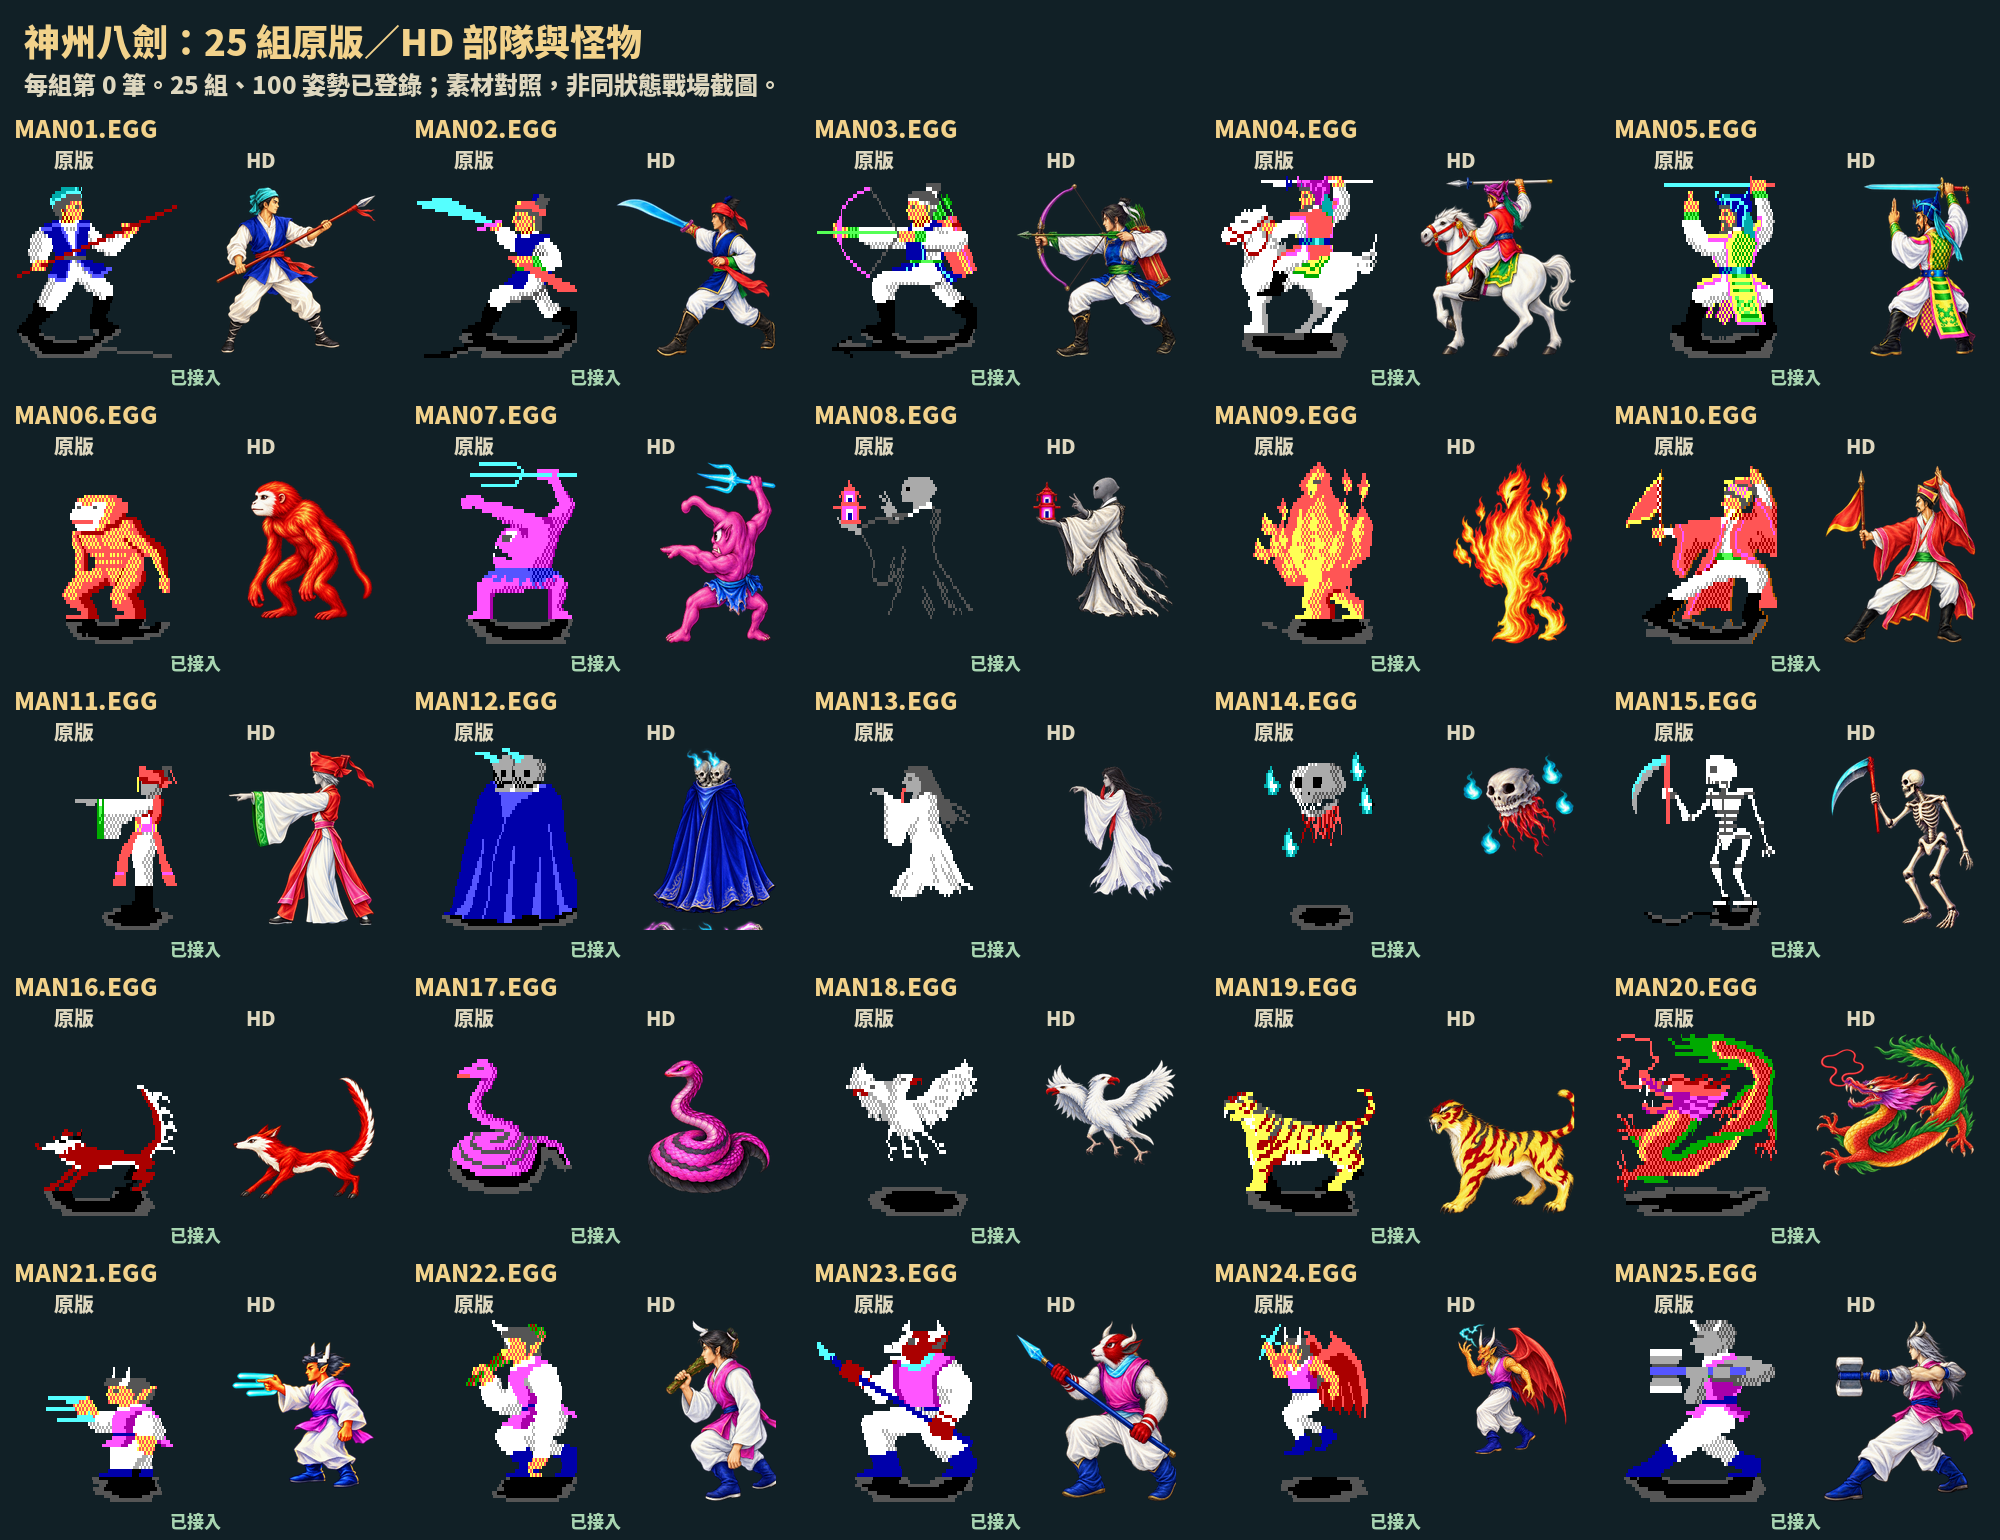 神州八劍：25 組原版／HD 部隊與怪物
每組第 0 筆。25 組、100 姿勢已登錄；素材對照，非同狀態戰場截圖。
MAN01.EGG MAN02.EGG MAN03.EGG MAN04.EGG MAN05.EGG
原版 HD 原版 HD 原版 HD 原版 HD 原版 HD
已接入 已接入 已接入 已接入 已接入
MAN06.EGG MAN07.EGG MAN08.EGG MAN09.EGG MAN10.EGG
原版 HD 原版 HD 原版 HD 原版 HD 原版 HD
已接入 已接入 已接入 已接入 已接入
MAN11.EGG MAN12.EGG MAN13.EGG MAN14.EGG MAN15.EGG
原版 HD 原版 HD 原版 HD 原版 HD 原版 HD
已接入 已接入 已接入 已接入 已接入
MAN16.EGG MAN17.EGG MAN18.EGG MAN19.EGG MAN20.EGG
原版 HD 原版 HD 原版 HD 原版 HD 原版 HD
已接入 已接入 已接入 已接入 已接入
MAN21.EGG MAN22.EGG MAN23.EGG MAN24.EGG MAN25.EGG
原版 HD 原版 HD 原版 HD 原版 HD 原版 HD
已接入 已接入 已接入 已接入 已接入